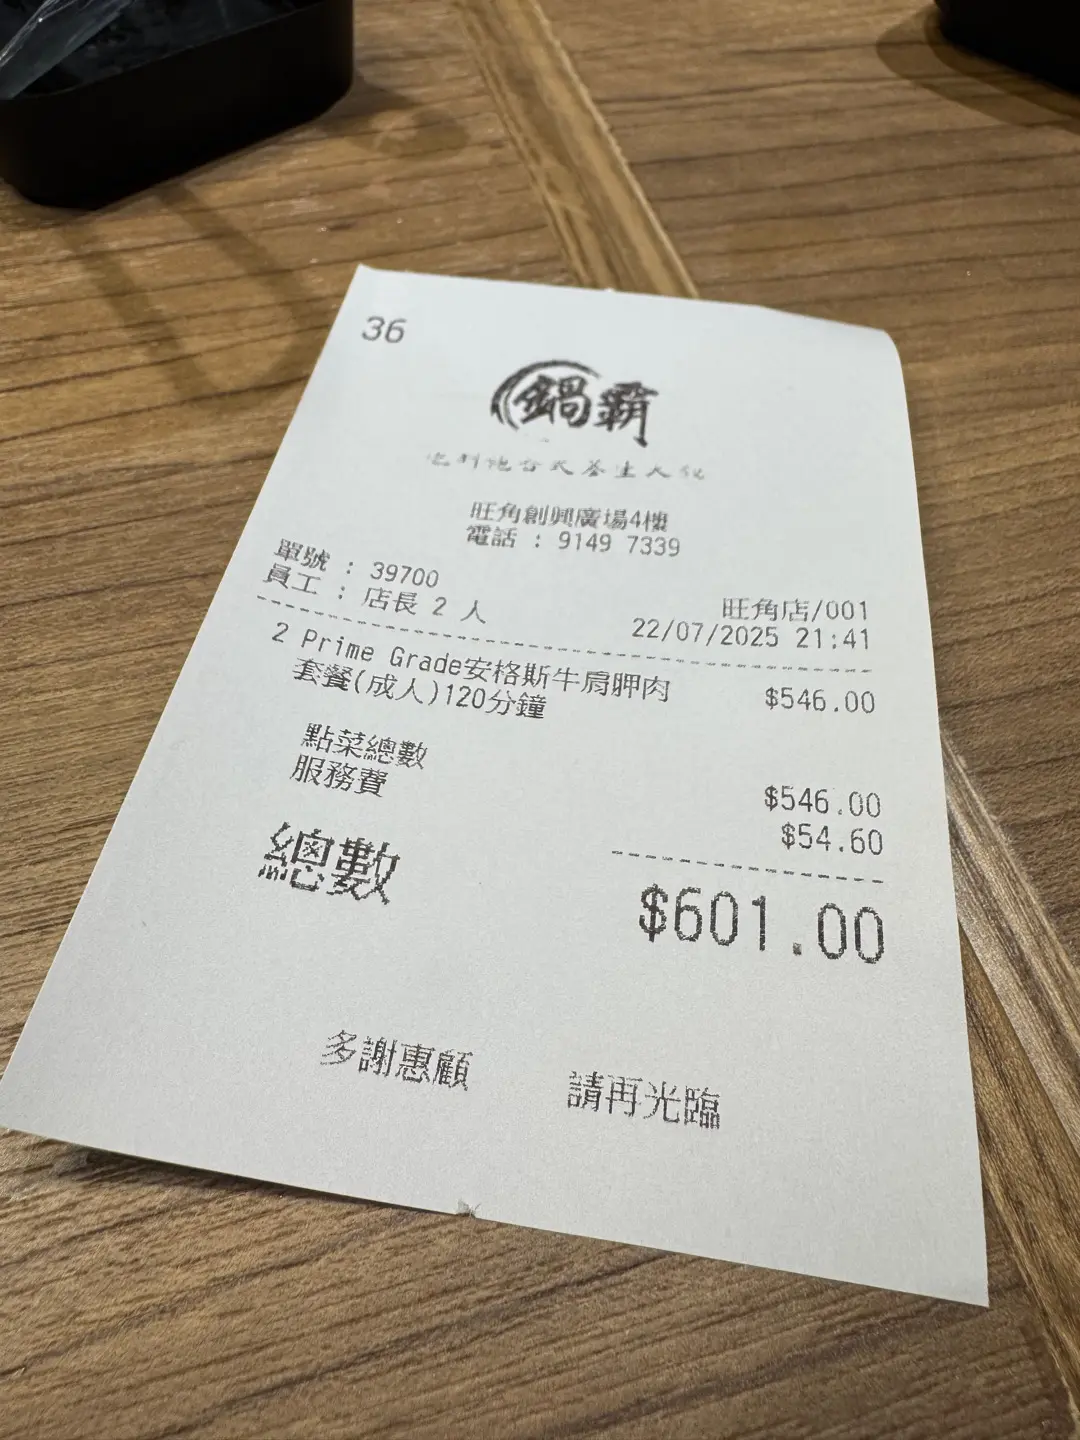 36
鍋霸
旺角創興廣場4樓
電話 : 9149 7339
單號 : 39700
旺角店/001
員工 : 店長 2 人
22/07/2025 21:41
2 Prime Grade安格斯牛肩胛肉 $546.00
套餐(成人)120分鐘
點菜總數 $546.00
服務費 $54.60
總數 $601.00
多謝惠顧 請再光臨